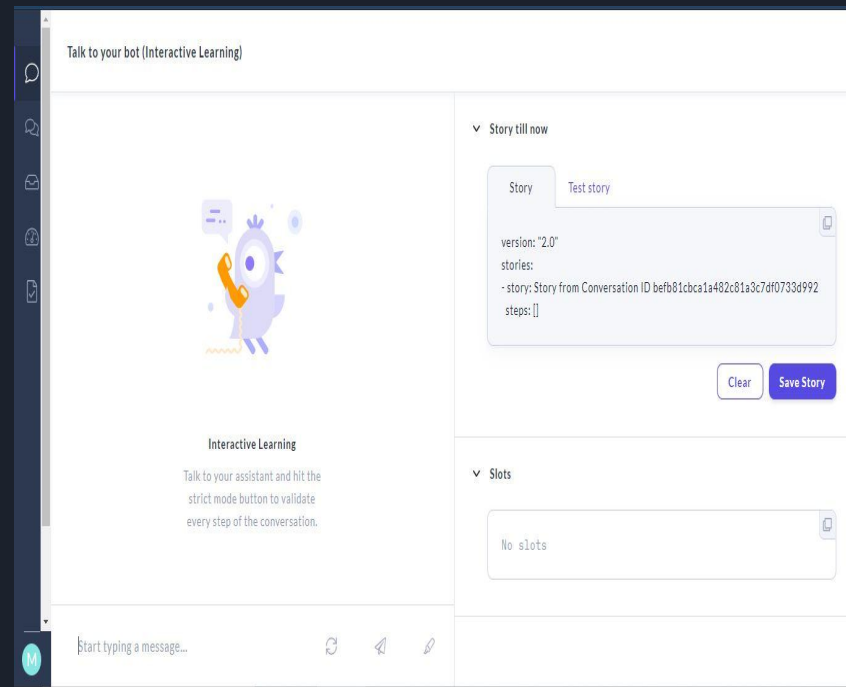 Talk to your bot (Interactive Learning)
Story till now
Story
Test story
version: "2.0"
stories:
- story: Story from Conversation ID befb81cbca1a482c81a3c7df0733d992
steps: []
Clear
Save Story
Interactive Learning
Talk to your assistant and hit the
strict mode button to validate
every step of the conversation.
Slots
No slots
Start typing a message...
M